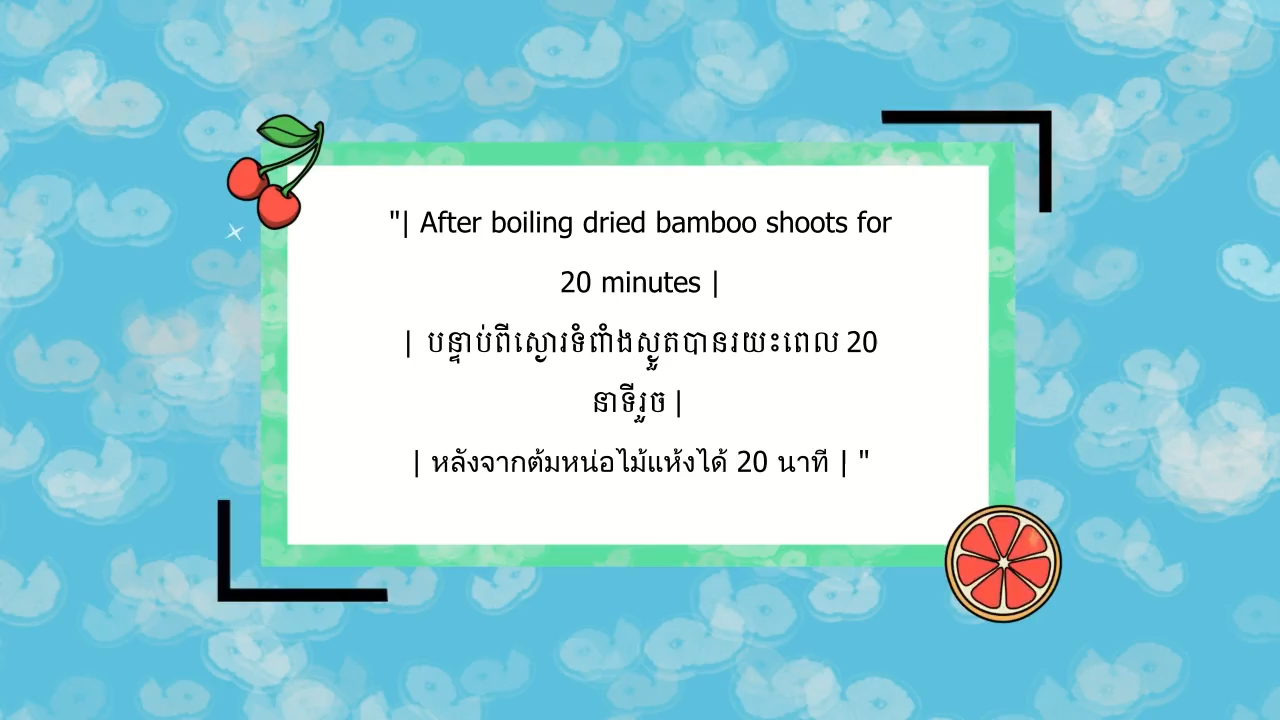 "| After boiling dried bamboo shoots for
20 minutes |
| បន្ទាប់ពីស្ងោរទំពាំងស្ងួតបានរយះពេល 20
នាទីរួច |
| หลังจากต้มหน่อไม้แห้งได้ 20 นาที | "